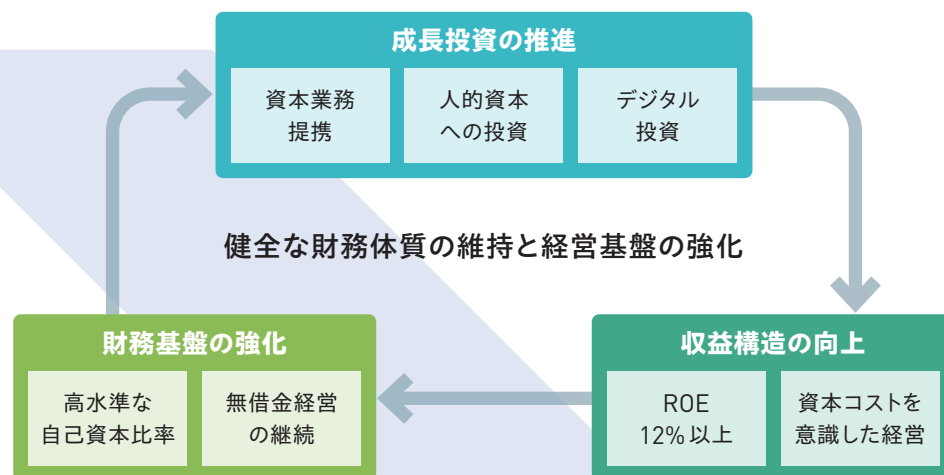 成長投資の推進
資本業務
提携
人的資本
への投資
デジタル
投資
健全な財務体質の維持と経営基盤の強化
財務基盤の強化
高水準な
自己資本比率
無借金経営
の継続
収益構造の向上
ROE
12%以上
資本コストを
意識した経営